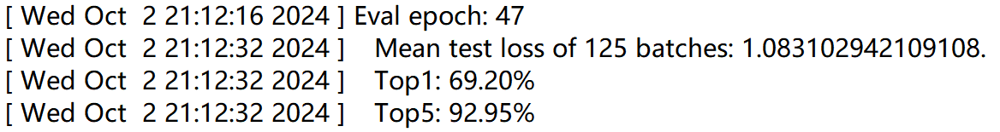 [ Wed Oct  2 21:12:16 2024 ] Eval epoch: 47
[ Wed Oct  2 21:12:32 2024 ]    Mean test loss of 125 batches: 1.083102942109108.
[ Wed Oct  2 21:12:32 2024 ]    Top1: 69.20%
[ Wed Oct  2 21:12:32 2024 ]    Top5: 92.95%